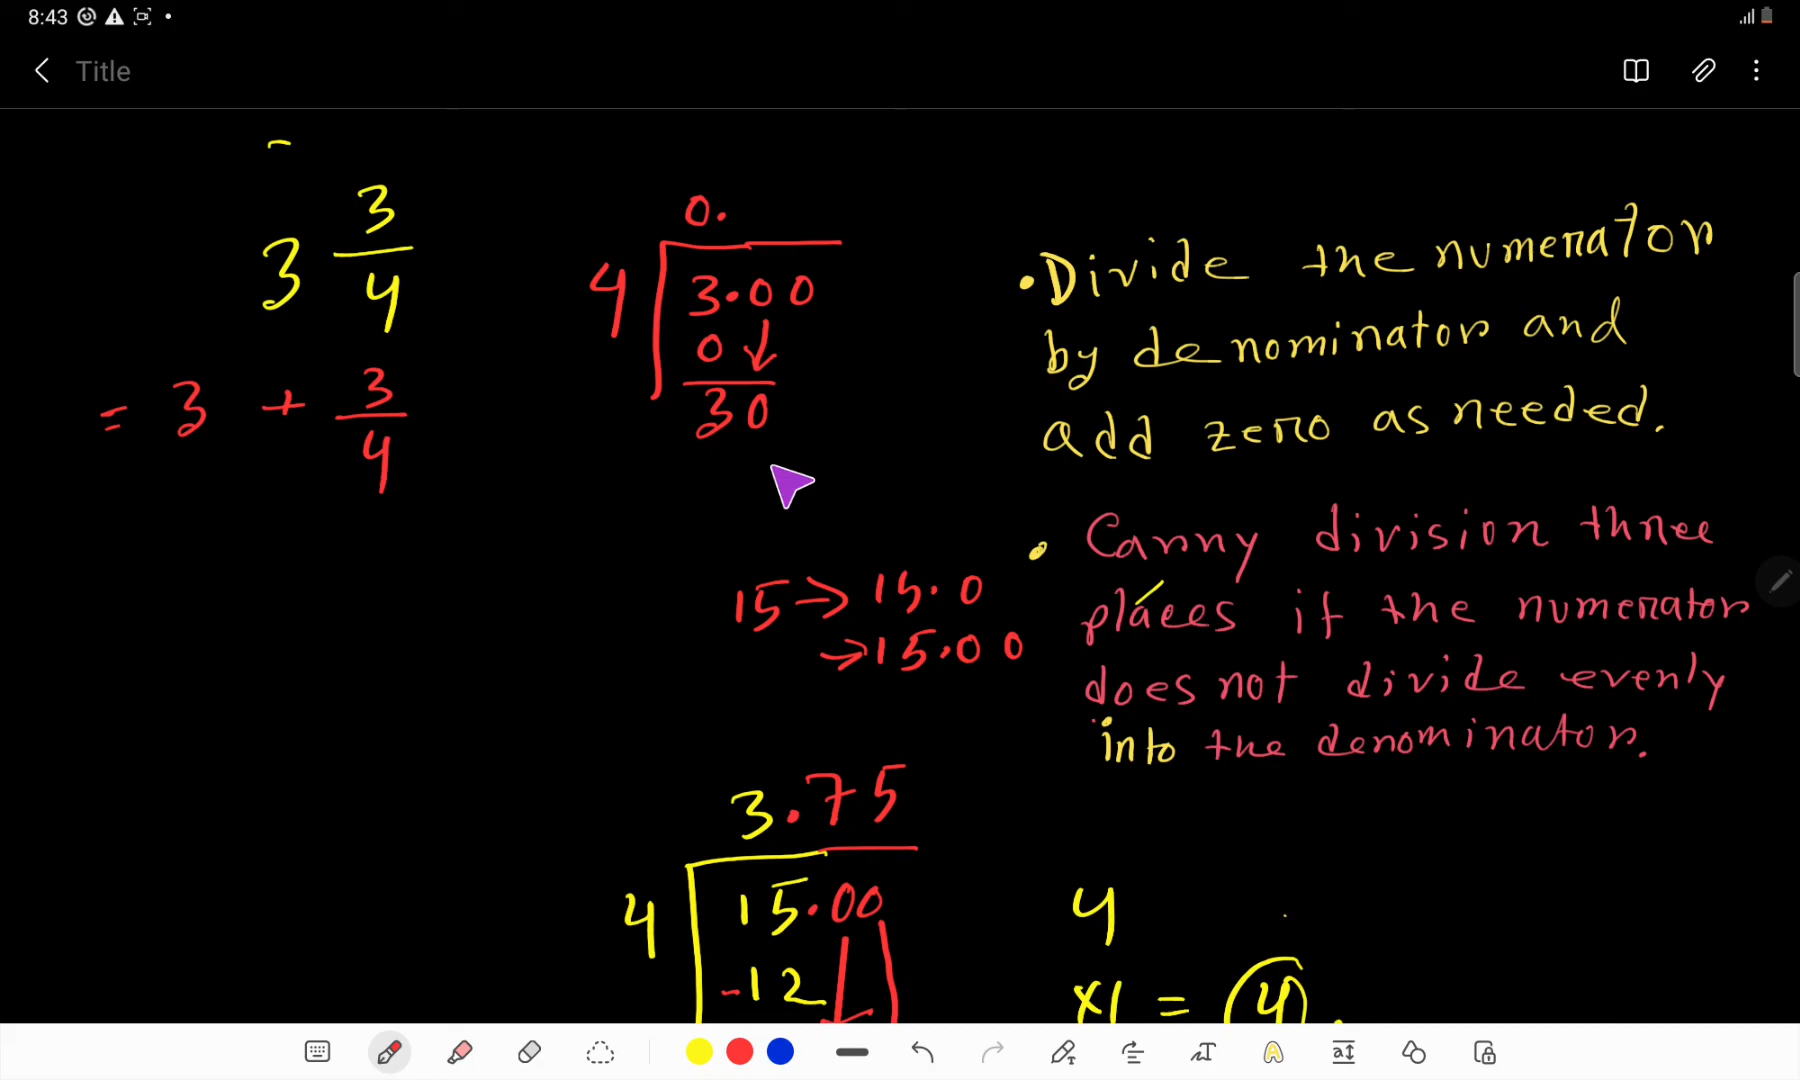 8:43
Title
3 3/4
= 3 + 3/4
0.
4 3.00
0
30
• Divide the numerator
by denominator and
add zero as needed.
• Carry division three
places if the numerator
does not divide evenly
into the denominator.
15 → 15.0
→ 15.00
3.75
4 15.00
-12
4
x1 = 4